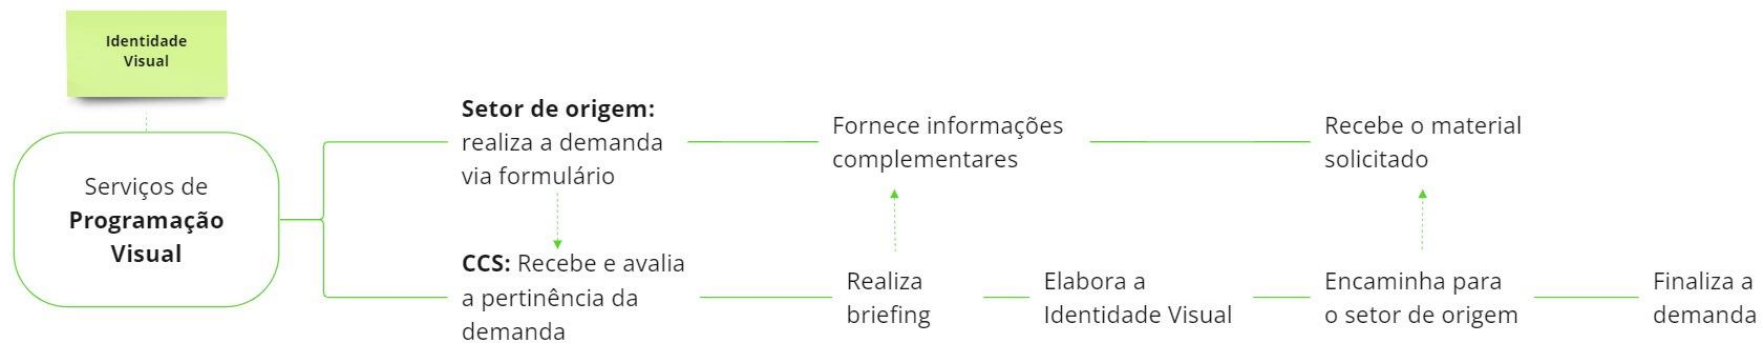 Identidade
Visual
Serviços de
Programação
Visual
Setor de origem:
realiza a demanda
via formulário
Fornece informações
complementares
Recebe o material
solicitado
CCS: Recebe e avalia
a pertinência da
demanda
Realiza
briefing
Elabora a
Identidade Visual
Encaminha para
o setor de origem
Finaliza a
demanda